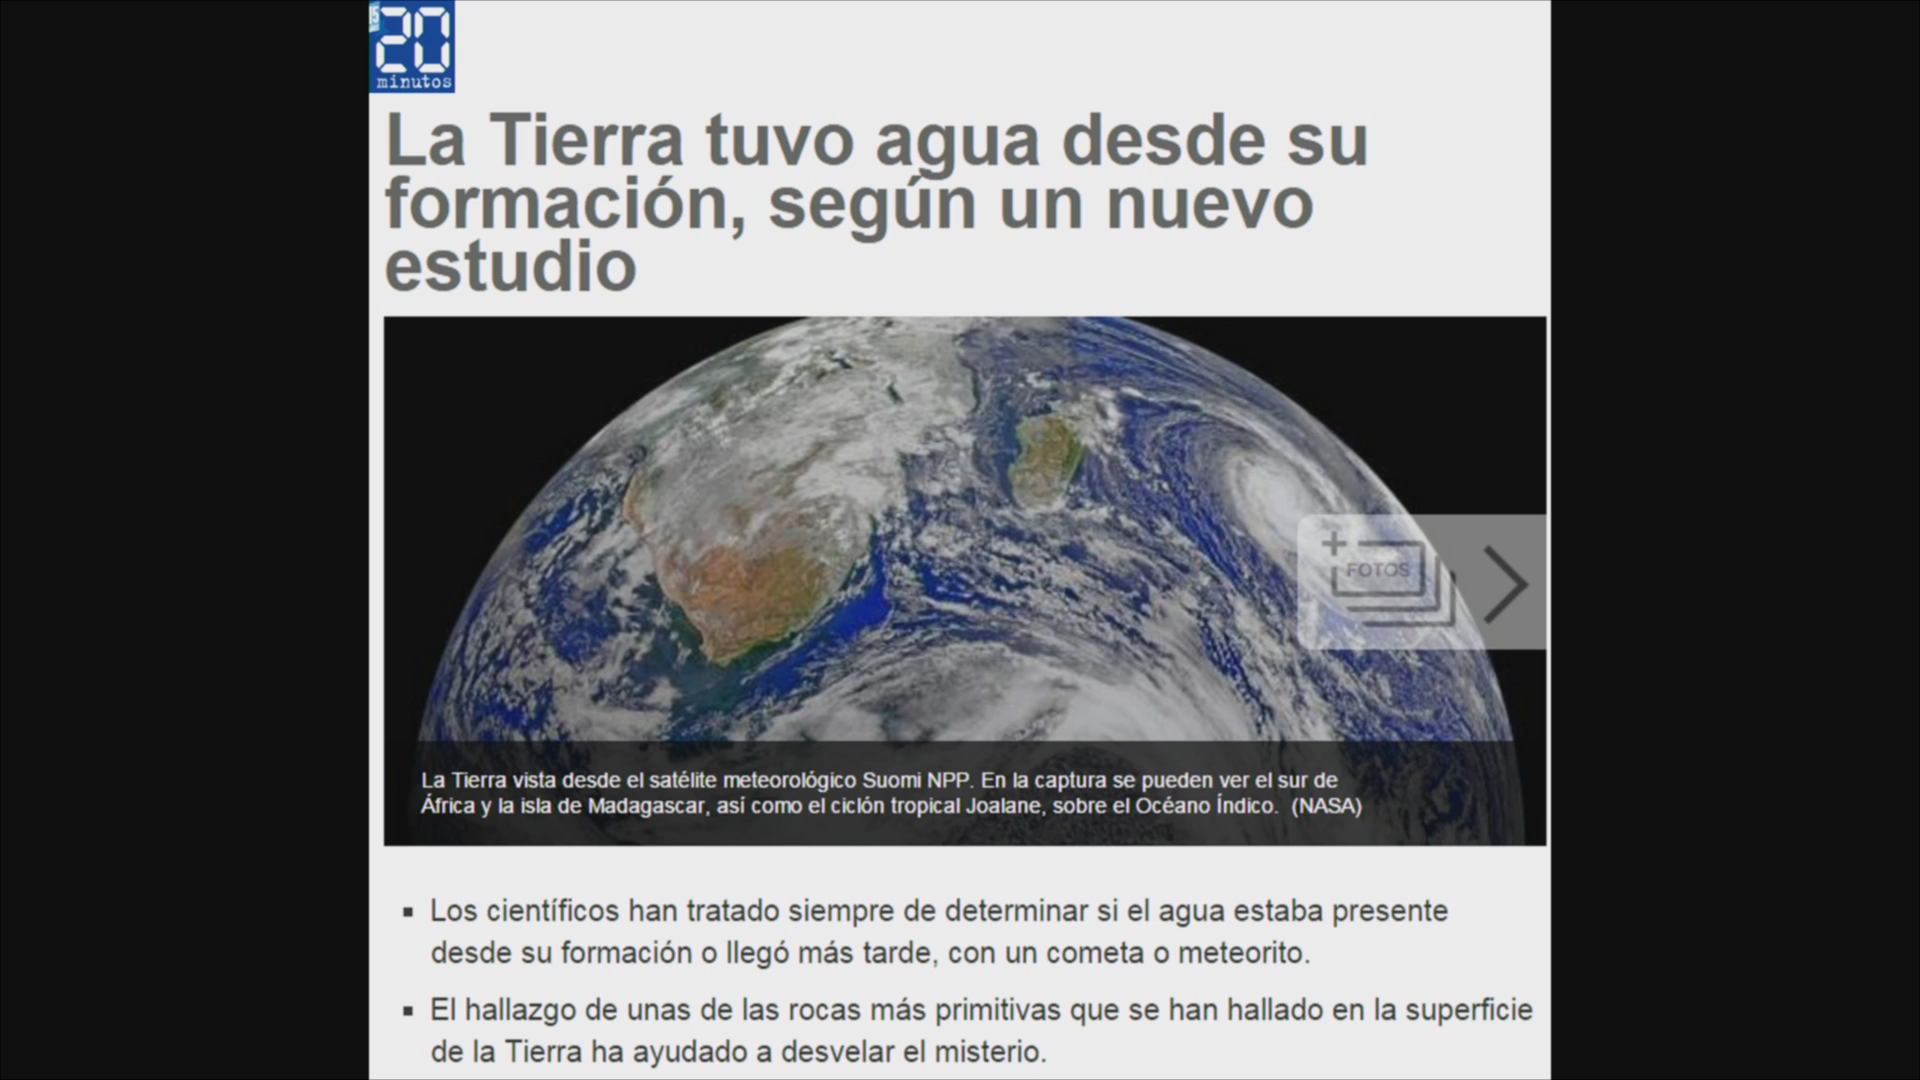 20
minutos
La Tierra tuvo agua desde su
formación, según un nuevo
estudio
FOTOS
La Tierra vista desde el satélite meteorológico Suomi NPP. En la captura se pueden ver el sur de
África y la isla de Madagascar, así como el ciclón tropical Joalane, sobre el Océano Índico. (NASA)
Los científicos han tratado siempre de determinar si el agua estaba presente
desde su formación o llegó más tarde, con un cometa o meteorito.
El hallazgo de unas de las rocas más primitivas que se han hallado en la superficie
de la Tierra ha ayudado a desvelar el misterio.